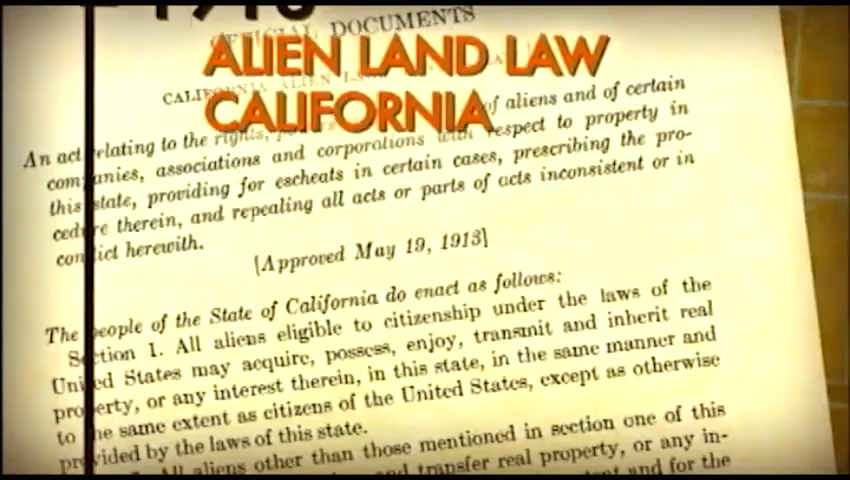 OFFICIAL DOCUMENTS
ALIEN LAND LAW
CALIFORNIA
CALIFORNIA ALIEN
An act relating to the rights, of aliens and of certain
companies, associations and corporations with respect to property in
this state, providing for escheats in certain cases, prescribing the pro-
cedure therein, and repealing all acts or parts of acts inconsistent or in
conflict herewith.
[Approved May 19, 1913]
The people of the State of California do enact as follows:
Section 1. All aliens eligible to citizenship under the laws of the
United States may acquire, possess, enjoy, transmit and inherit real
property, or any interest therein, in this state, in the same manner and
to the same extent as citizens of the United States, except as otherwise
provided by the laws of this state.
All aliens other than those mentioned in section one of this
and transfer real property, or any in-
and for the